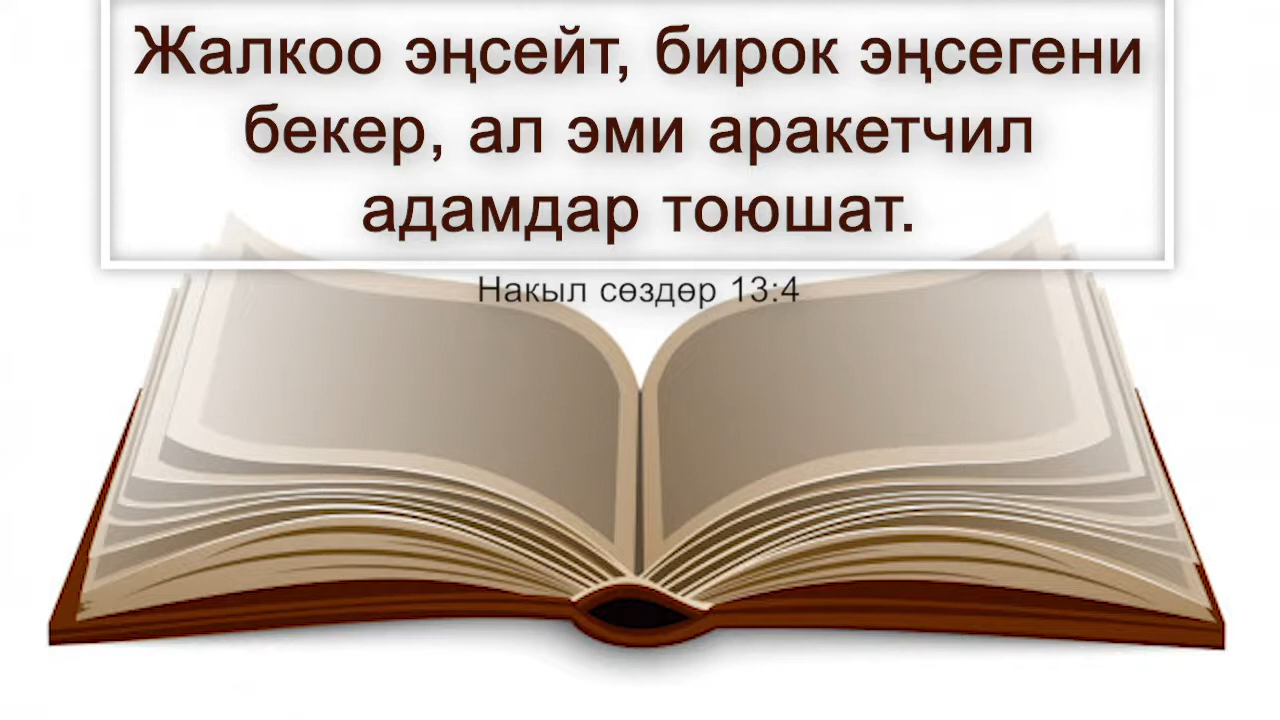 Жалкоо эңсейт, бирок эңсегени
бекер, ал эми аракетчил
адамдар тоюшат.
Накыл сөздөр 13:4